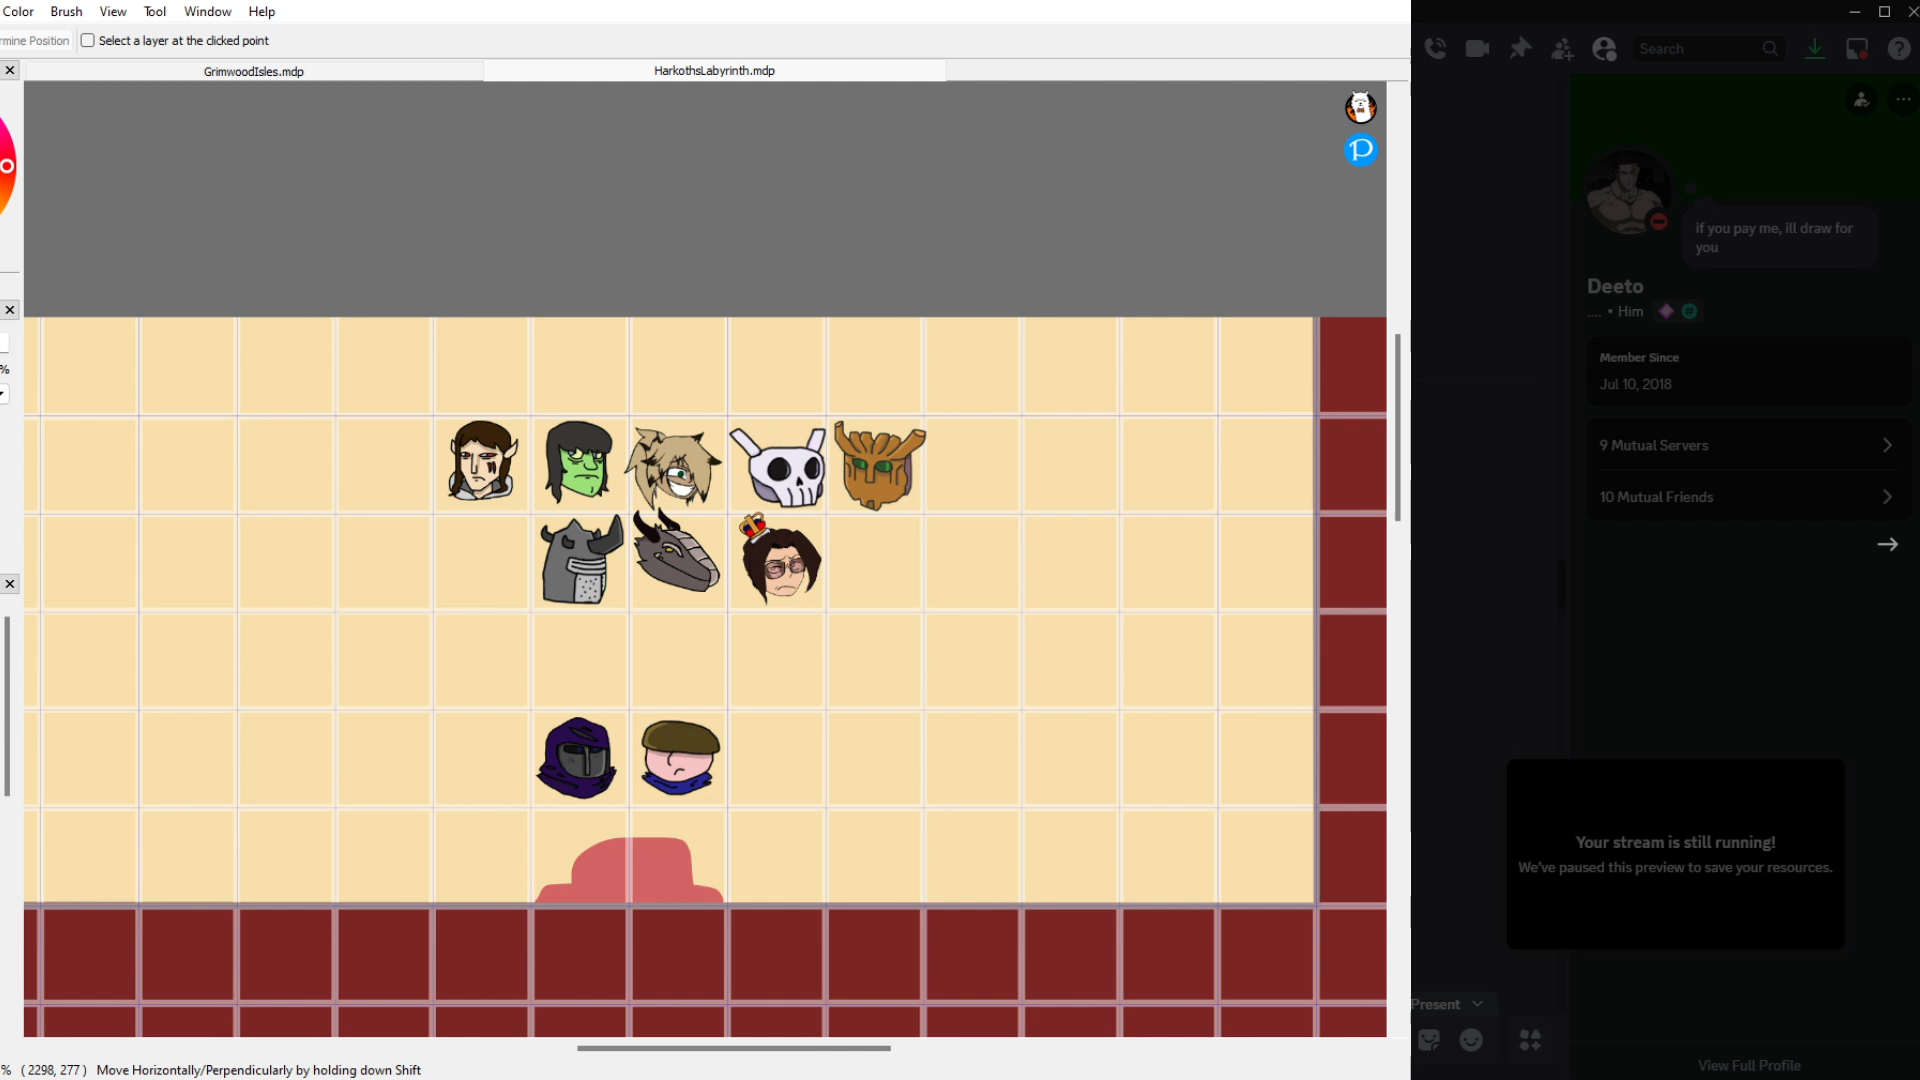 Color Brush View Tool Window Help
rmine Position Select a layer at the clicked point
GrimwoodIsles.mdp HarkothsLabyrinth.mdp
%
% ( 2298, 277 ) Move Horizontally/Perpendicularly by holding down Shift
Search
if you pay me, ill draw for
you
Deeto
.... • Him
Member Since
Jul 10, 2018
9 Mutual Servers
10 Mutual Friends
Your stream is still running!
We've paused this preview to save your resources.
Present
View Full Profile